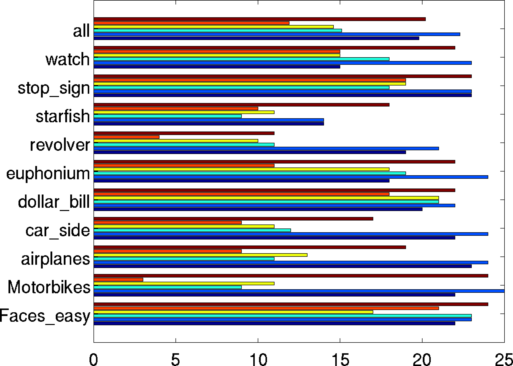 all
watch
stop_sign
starfish
revolver
euphonium
dollar_bill
car_side
airplanes
Motorbikes
Faces_easy
0 5 10 15 20 25